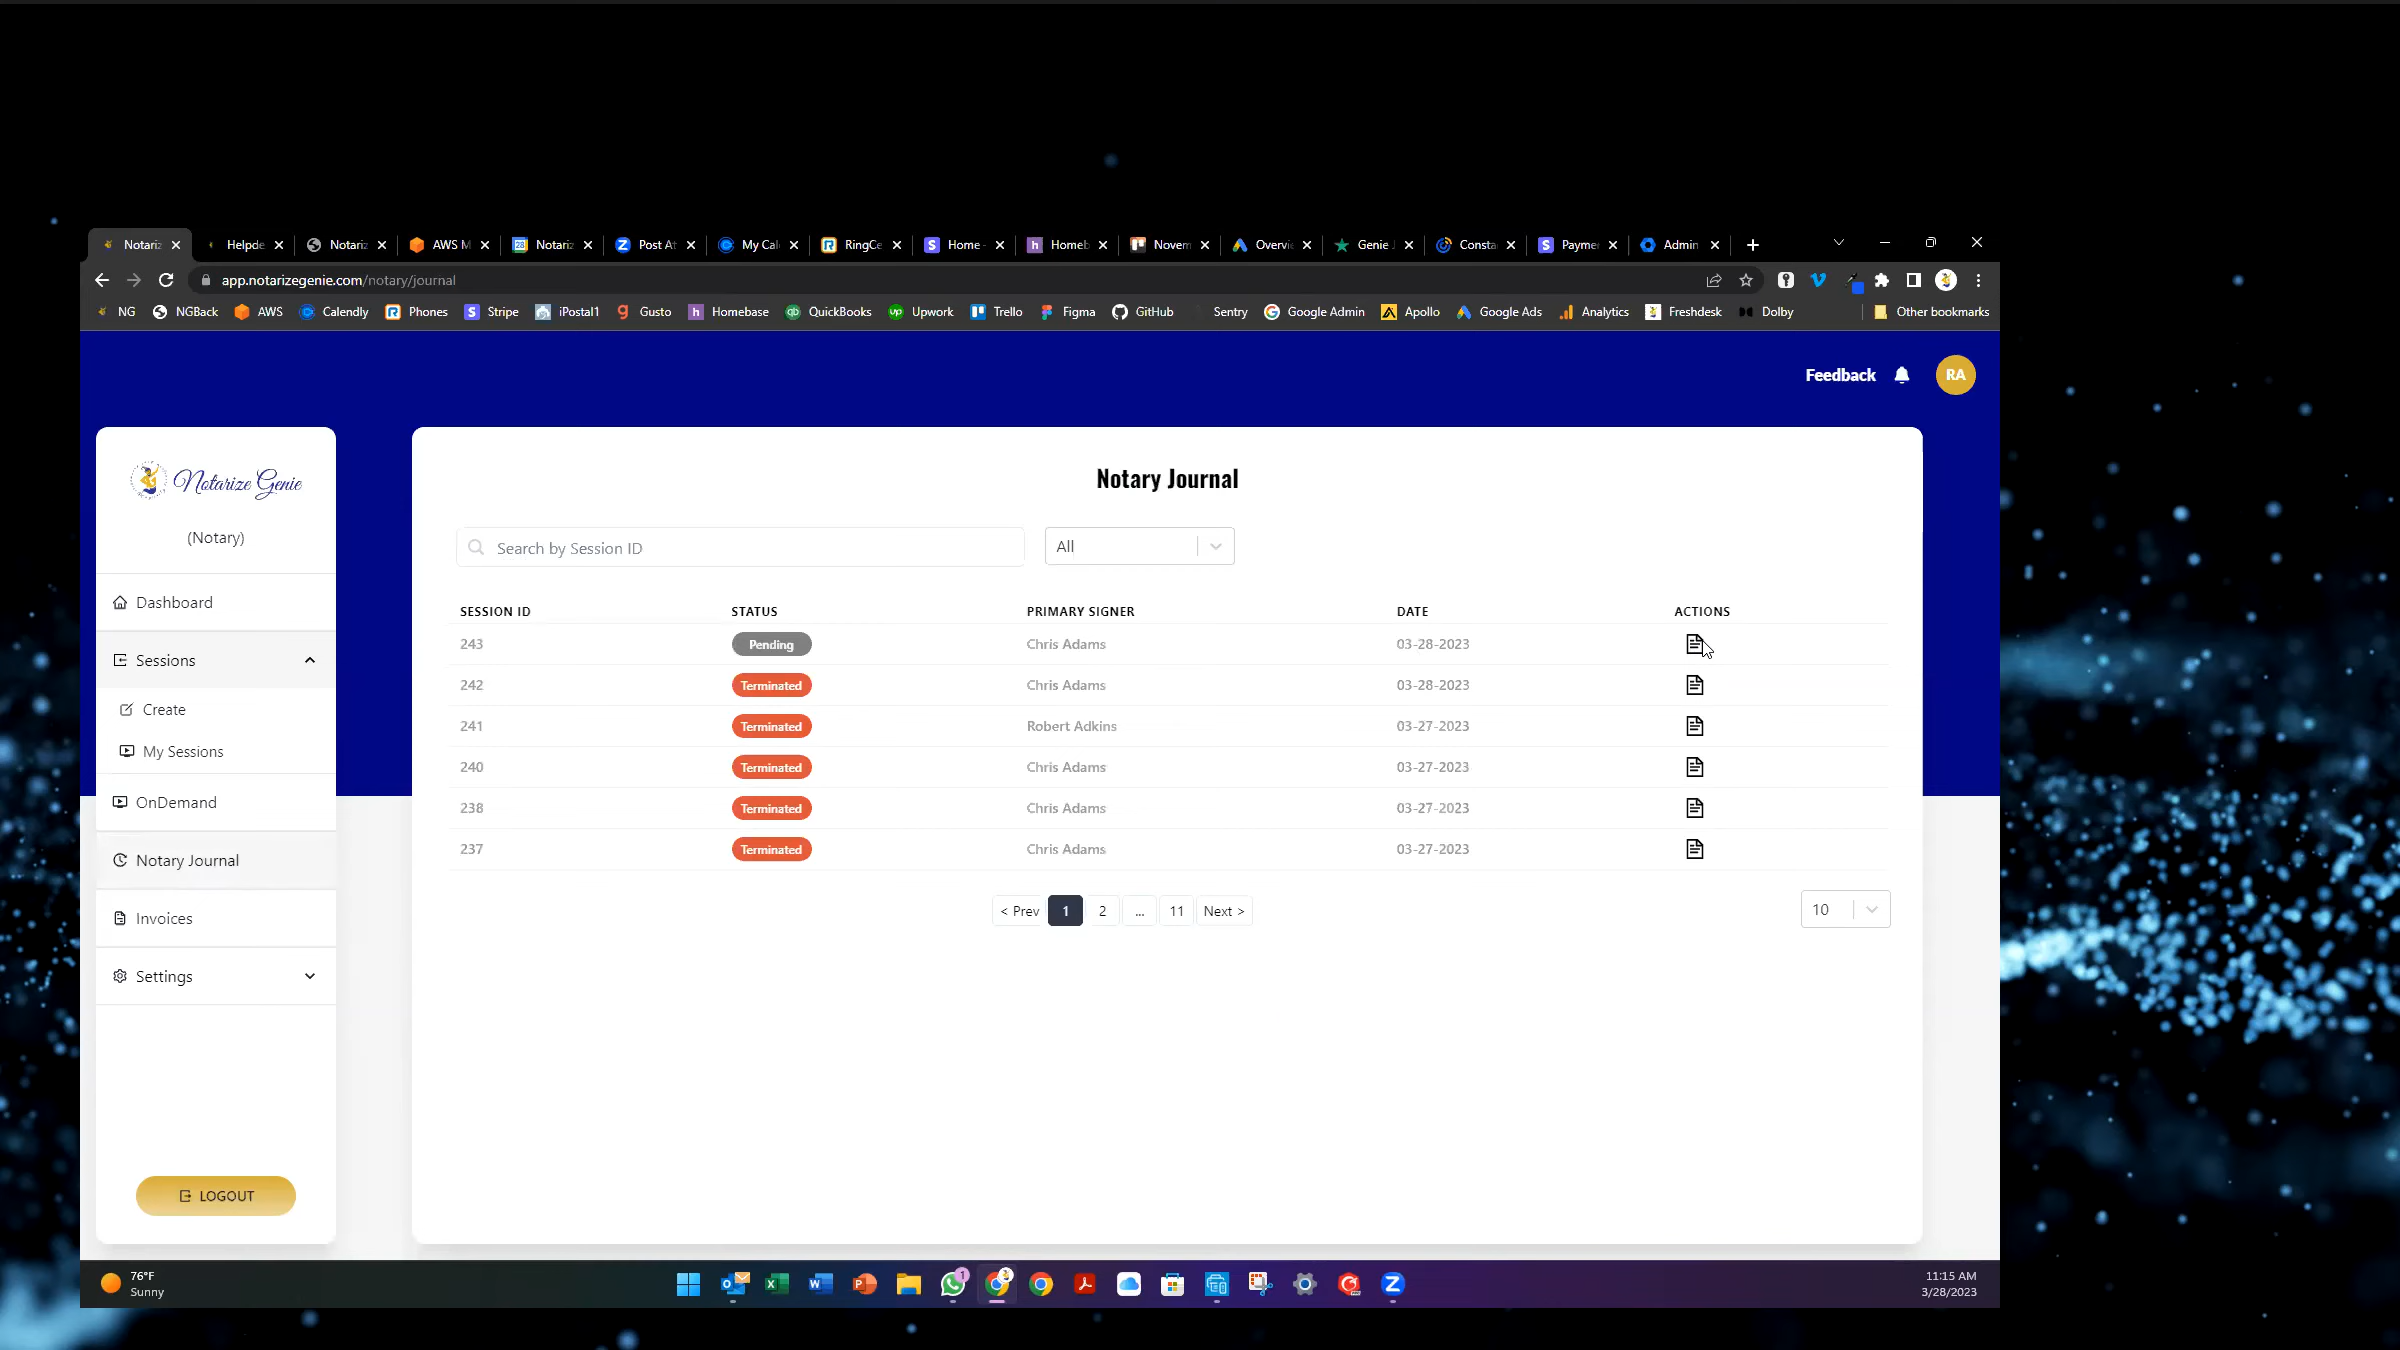 Notariz Helpde Notariz AWS M Notariz Post At My Cal RingCe Home - Homeb Novem Overvi Genie J Consta Paymen Admin
app.notarizegenie.com/notary/journal
NG NGBack AWS Calendly Phones Stripe iPostal1 Gusto Homebase QuickBooks Upwork Trello Figma GitHub Sentry Google Admin Apollo Google Ads Analytics Freshdesk Dolby Other bookmarks
Feedback RA
Notarize Genie
(Notary)
Dashboard
Sessions
Create
My Sessions
OnDemand
Notary Journal
Invoices
Settings
LOGOUT
Notary Journal
Search by Session ID All
SESSION ID STATUS PRIMARY SIGNER DATE ACTIONS
243 Pending Chris Adams 03-28-2023
242 Terminated Chris Adams 03-28-2023
241 Terminated Robert Adkins 03-27-2023
240 Terminated Chris Adams 03-27-2023
238 Terminated Chris Adams 03-27-2023
237 Terminated Chris Adams 03-27-2023
< Prev 1 2 ... 11 Next > 10
76°F
Sunny
11:15 AM
3/28/2023